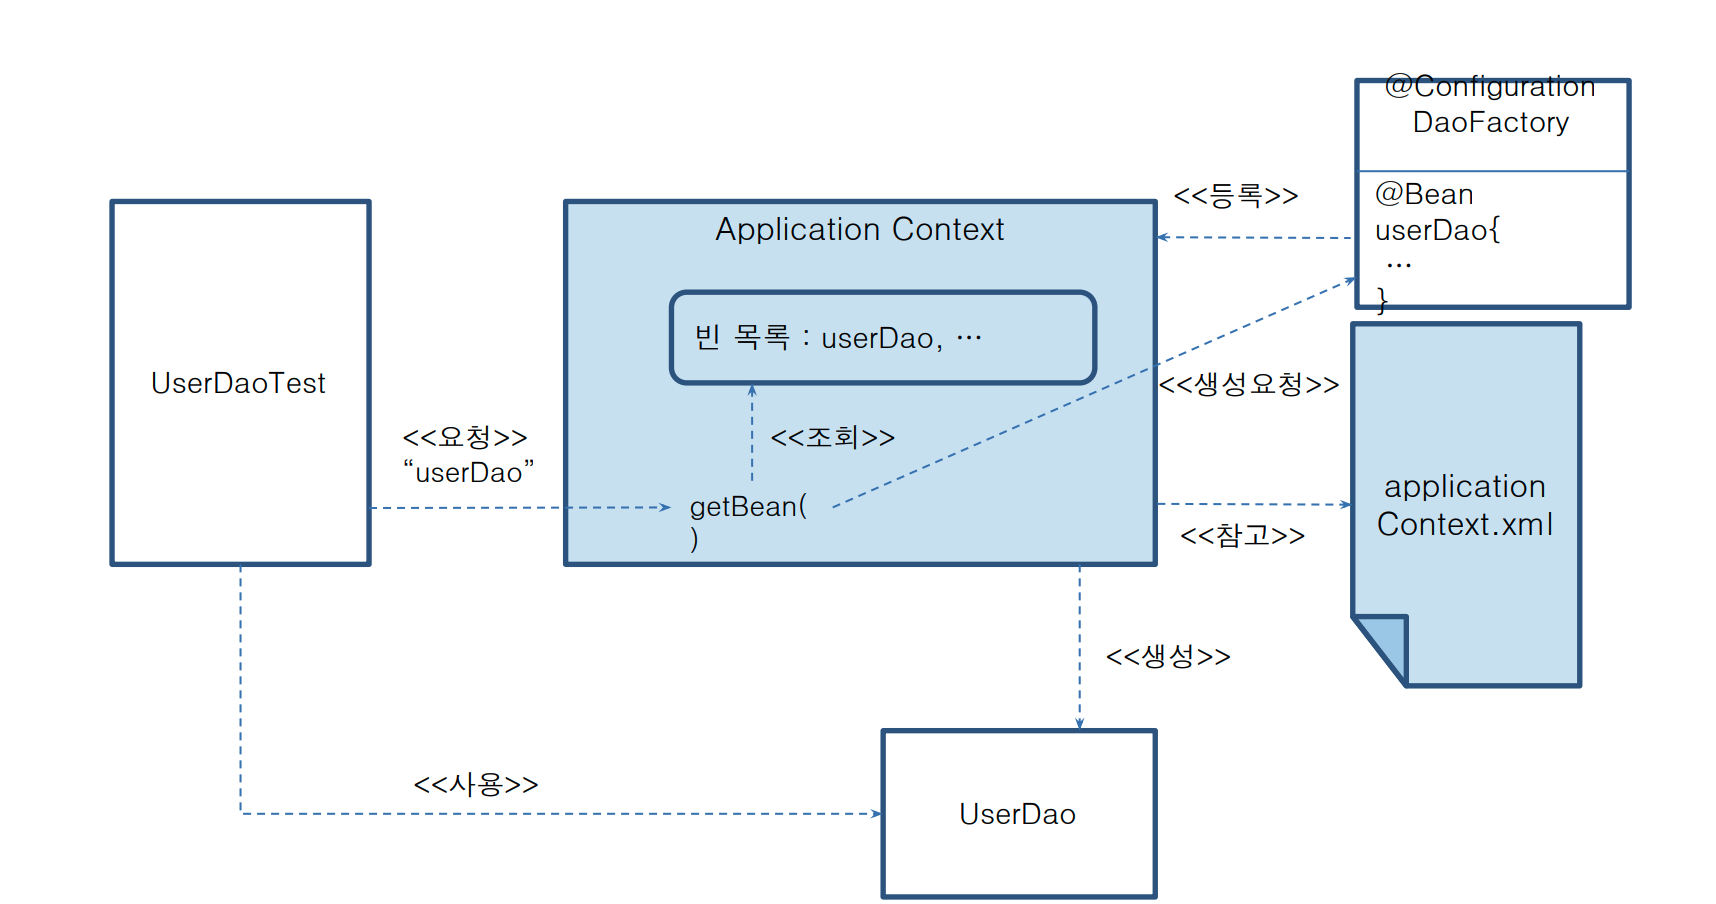 @Configuration
DaoFactory
@Bean
userDao{
…
}
<<등록>>
Application Context
빈 목록 : userDao, …
UserDaoTest
<<생성요청>>
<<요청>>
“userDao”
<<조회>>
getBean(
)
application
Context.xml
<<참고>>
<<생성>>
<<사용>>
UserDao